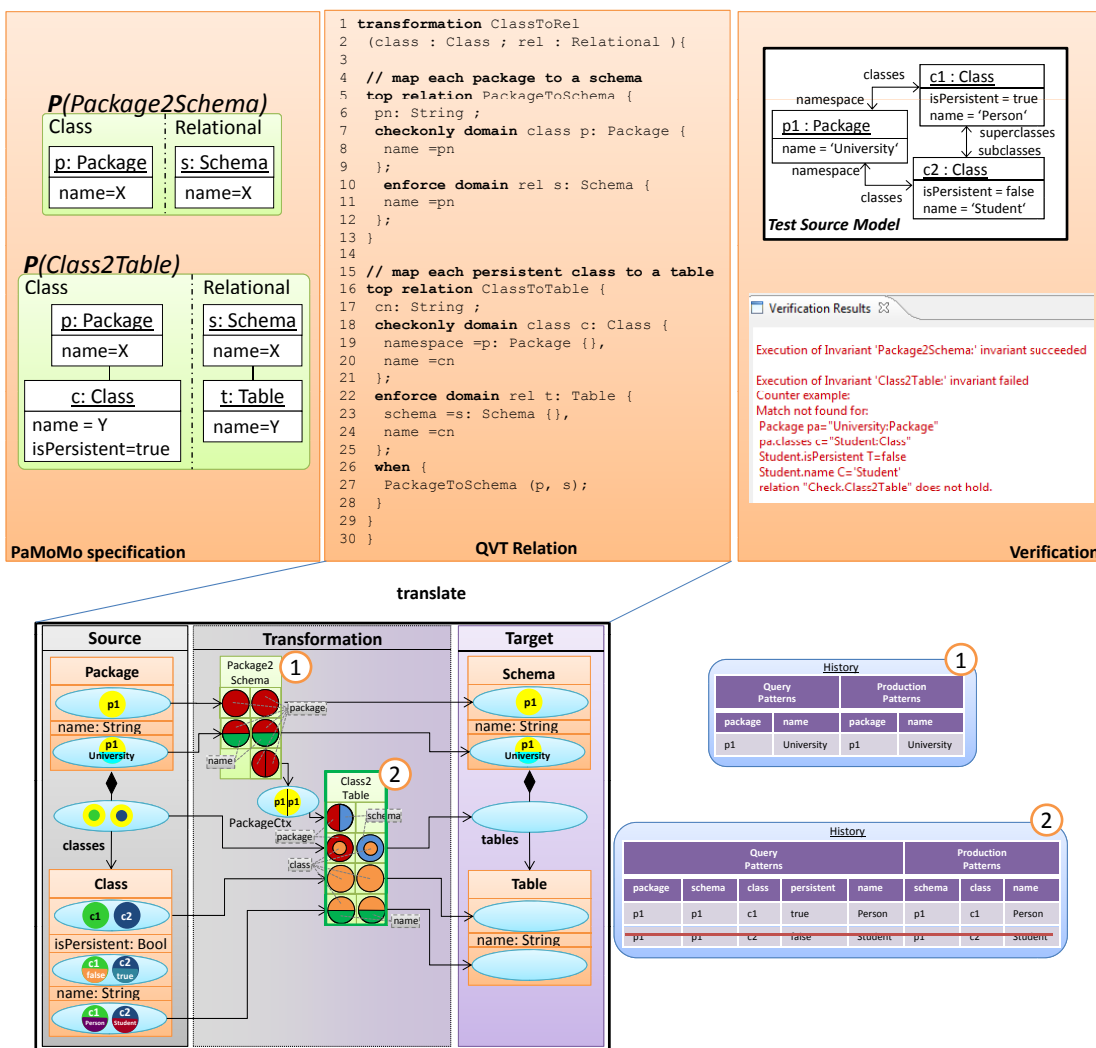 P(Package2Schema)
Class Relational
p: Package s: Schema
name=X name=X
P(Class2Table)
Class Relational
p: Package s: Schema
name=X name=X
c: Class t: Table
name = Y name=Y
isPersistent=true
PaMoMo specification
1 transformation ClassToRel
2 (class : Class ; rel : Relational ){
3
4 // map each package to a schema
5 top relation PackageToSchema {
6 pn: String ;
7 checkonly domain class p: Package {
8 name =pn
9 };
10 enforce domain rel s: Schema {
11 name =pn
12 };
13 }
14
15 // map each persistent class to a table
16 top relation ClassToTable {
17 cn: String ;
18 checkonly domain class c: Class {
19 namespace =p: Package {},
20 name =cn
21 };
22 enforce domain rel t: Table {
23 schema =s: Schema {},
24 name =cn
25 };
26 when {
27 PackageToSchema (p, s);
28 }
29 }
30 }
QVT Relation
classes
c1 : Class
isPersistent = true
name = 'Person'
namespace
p1 : Package
name = 'University'
superclasses
subclasses
namespace
c2 : Class
isPersistent = false
name = 'Student'
classes
Test Source Model
Verification Results
Execution of Invariant 'Package2Schema:' invariant succeeded
Execution of Invariant 'Class2Table:' invariant failed
Counter example:
Match not found for:
Package pa="University:Package"
pa.classes c="Student:Class"
Student.isPersistent T=false
Student.name C='Student'
relation "Check.Class2Table" does not hold.
Verification
translate
Source Transformation Target
Package
p1
name: String
p1
University
classes
Class
c1 c2
isPersistent: Bool
c1 c2
false true
name: String
c1 c2
Person Student
Package2
Schema
1
package
name
p1 p1
PackageCtx
Class2
Table
2
schema
package
class
name
Schema
p1
name: String
p1
University
tables
Table
name: String
1
History
Query Patterns Production Patterns
package name package name
p1 University p1 University
2
History
Query Patterns Production Patterns
package schema class persistent name schema class name
p1 p1 c1 true Person p1 c1 Person
p1 p1 c2 false Student p1 c2 Student